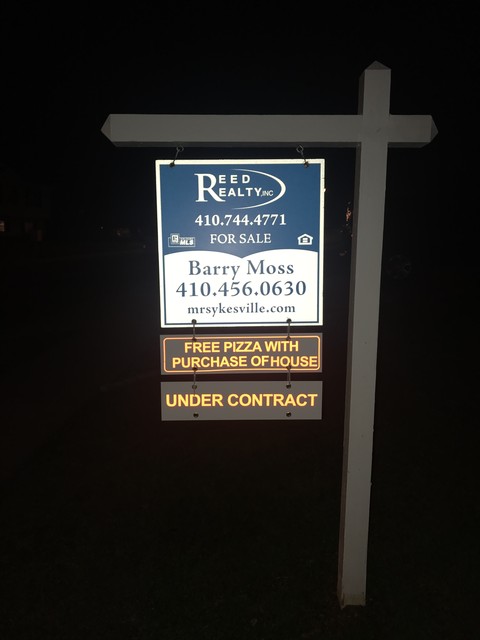 REED
REALTY, INC
410.744.4771
FOR SALE
MLS
Barry Moss
410.456.0630
mrsykesville.com
FREE PIZZA WITH
PURCHASE OF HOUSE
UNDER CONTRACT